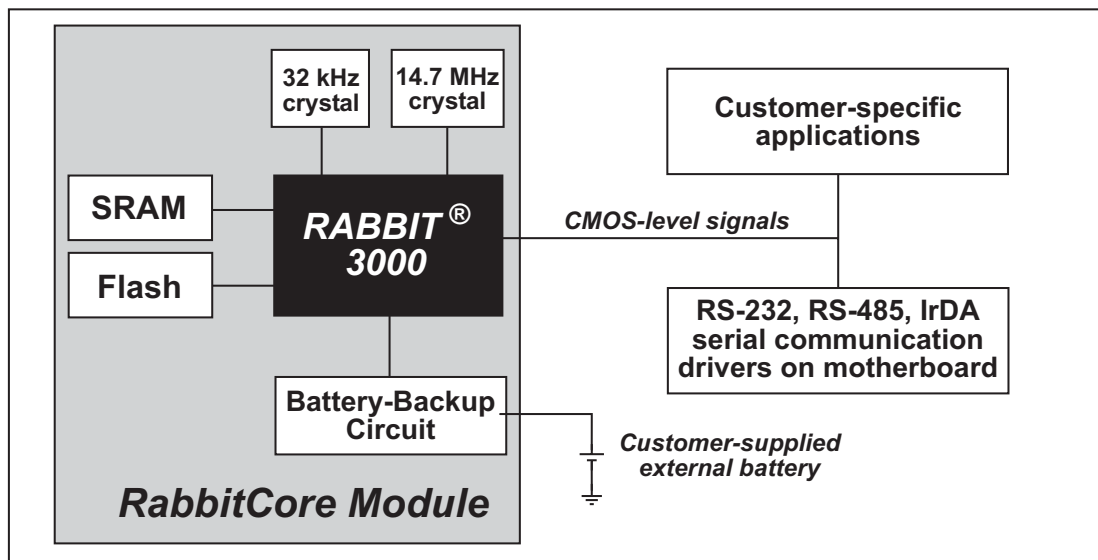 32 kHz
crystal
14.7 MHz
crystal
SRAM
Flash
RABBIT ®
3000
Battery-Backup
Circuit
RabbitCore Module
CMOS-level signals
Customer-specific
applications
RS-232, RS-485, IrDA
serial communication
drivers on motherboard
Customer-supplied
external battery